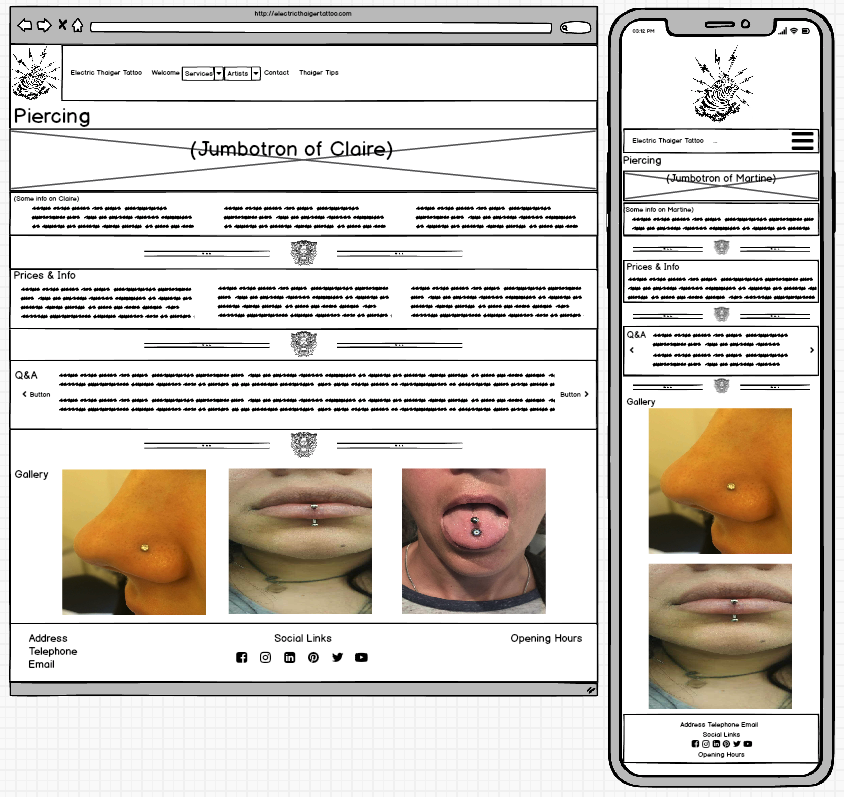 http://electricthaigertattoo.com
Electric Thaiger Tattoo Welcome Services Artists Contact Thaiger Tips
Piercing
(Jumbotron of Claire)
(Some info on Claire)
Prices & Info
Q&A
Button
Button
Gallery
Address
Telephone
Email
Social Links
Opening Hours
03:12 PM
Electric Thaiger Tattoo ...
Piercing
(Jumbotron of Martine)
(Some info on Martine)
Prices & Info
Q&A
Gallery
Address Telephone Email
Social Links
Opening Hours